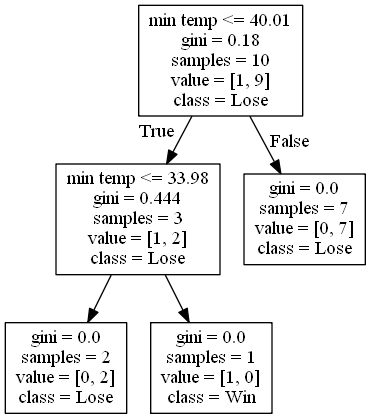 min temp <= 40.01
gini = 0.18
samples = 10
value = [1, 9]
class = Lose
True
False
min temp <= 33.98
gini = 0.444
samples = 3
value = [1, 2]
class = Lose
gini = 0.0
samples = 7
value = [0, 7]
class = Lose
gini = 0.0
samples = 2
value = [0, 2]
class = Lose
gini = 0.0
samples = 1
value = [1, 0]
class = Win